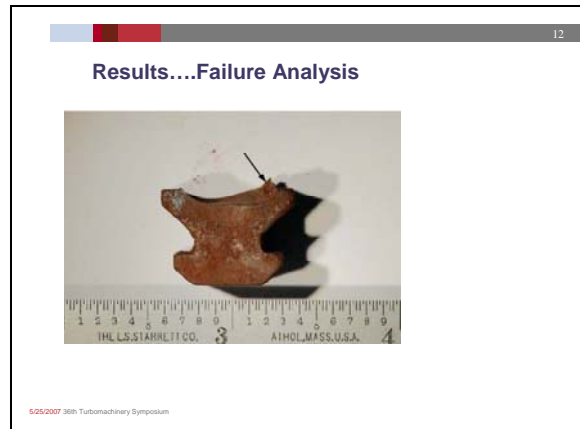 12
Results....Failure Analysis
1 2 3 4 5 6 7 8 9 1 2 3 4 5 6 7 8 9
THE L.S. STARRETT CO. 3 ATHOL, MASS. U.S.A. 4
5/25/2007 36th Turbomachinery Symposium